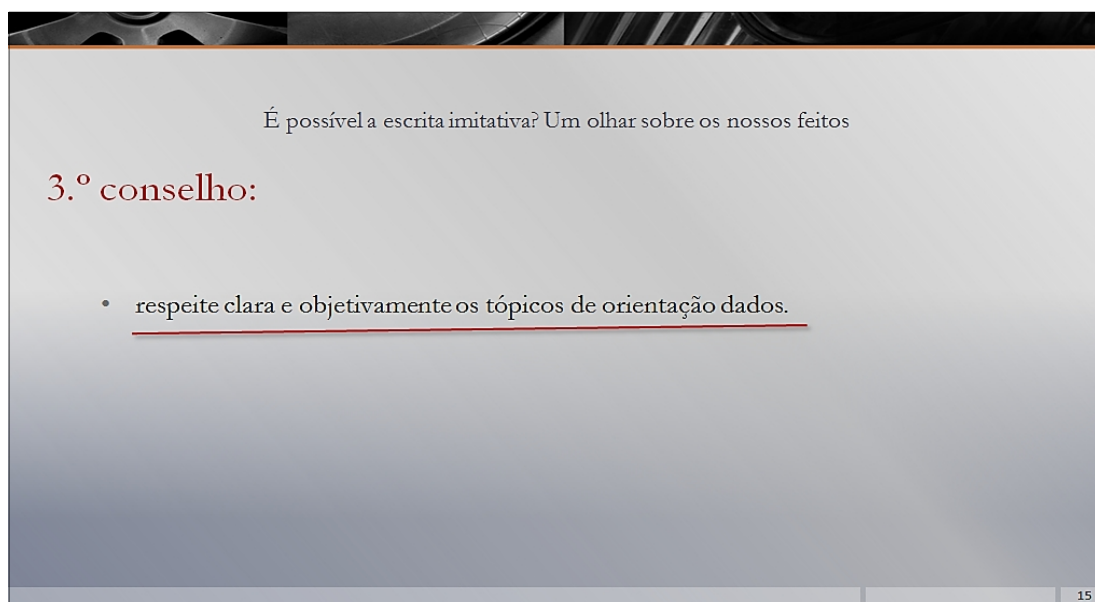 É possível a escrita imitativa? Um olhar sobre os nossos feitos
3.º conselho:
• respeite clara e objetivamente os tópicos de orientação dados.
15